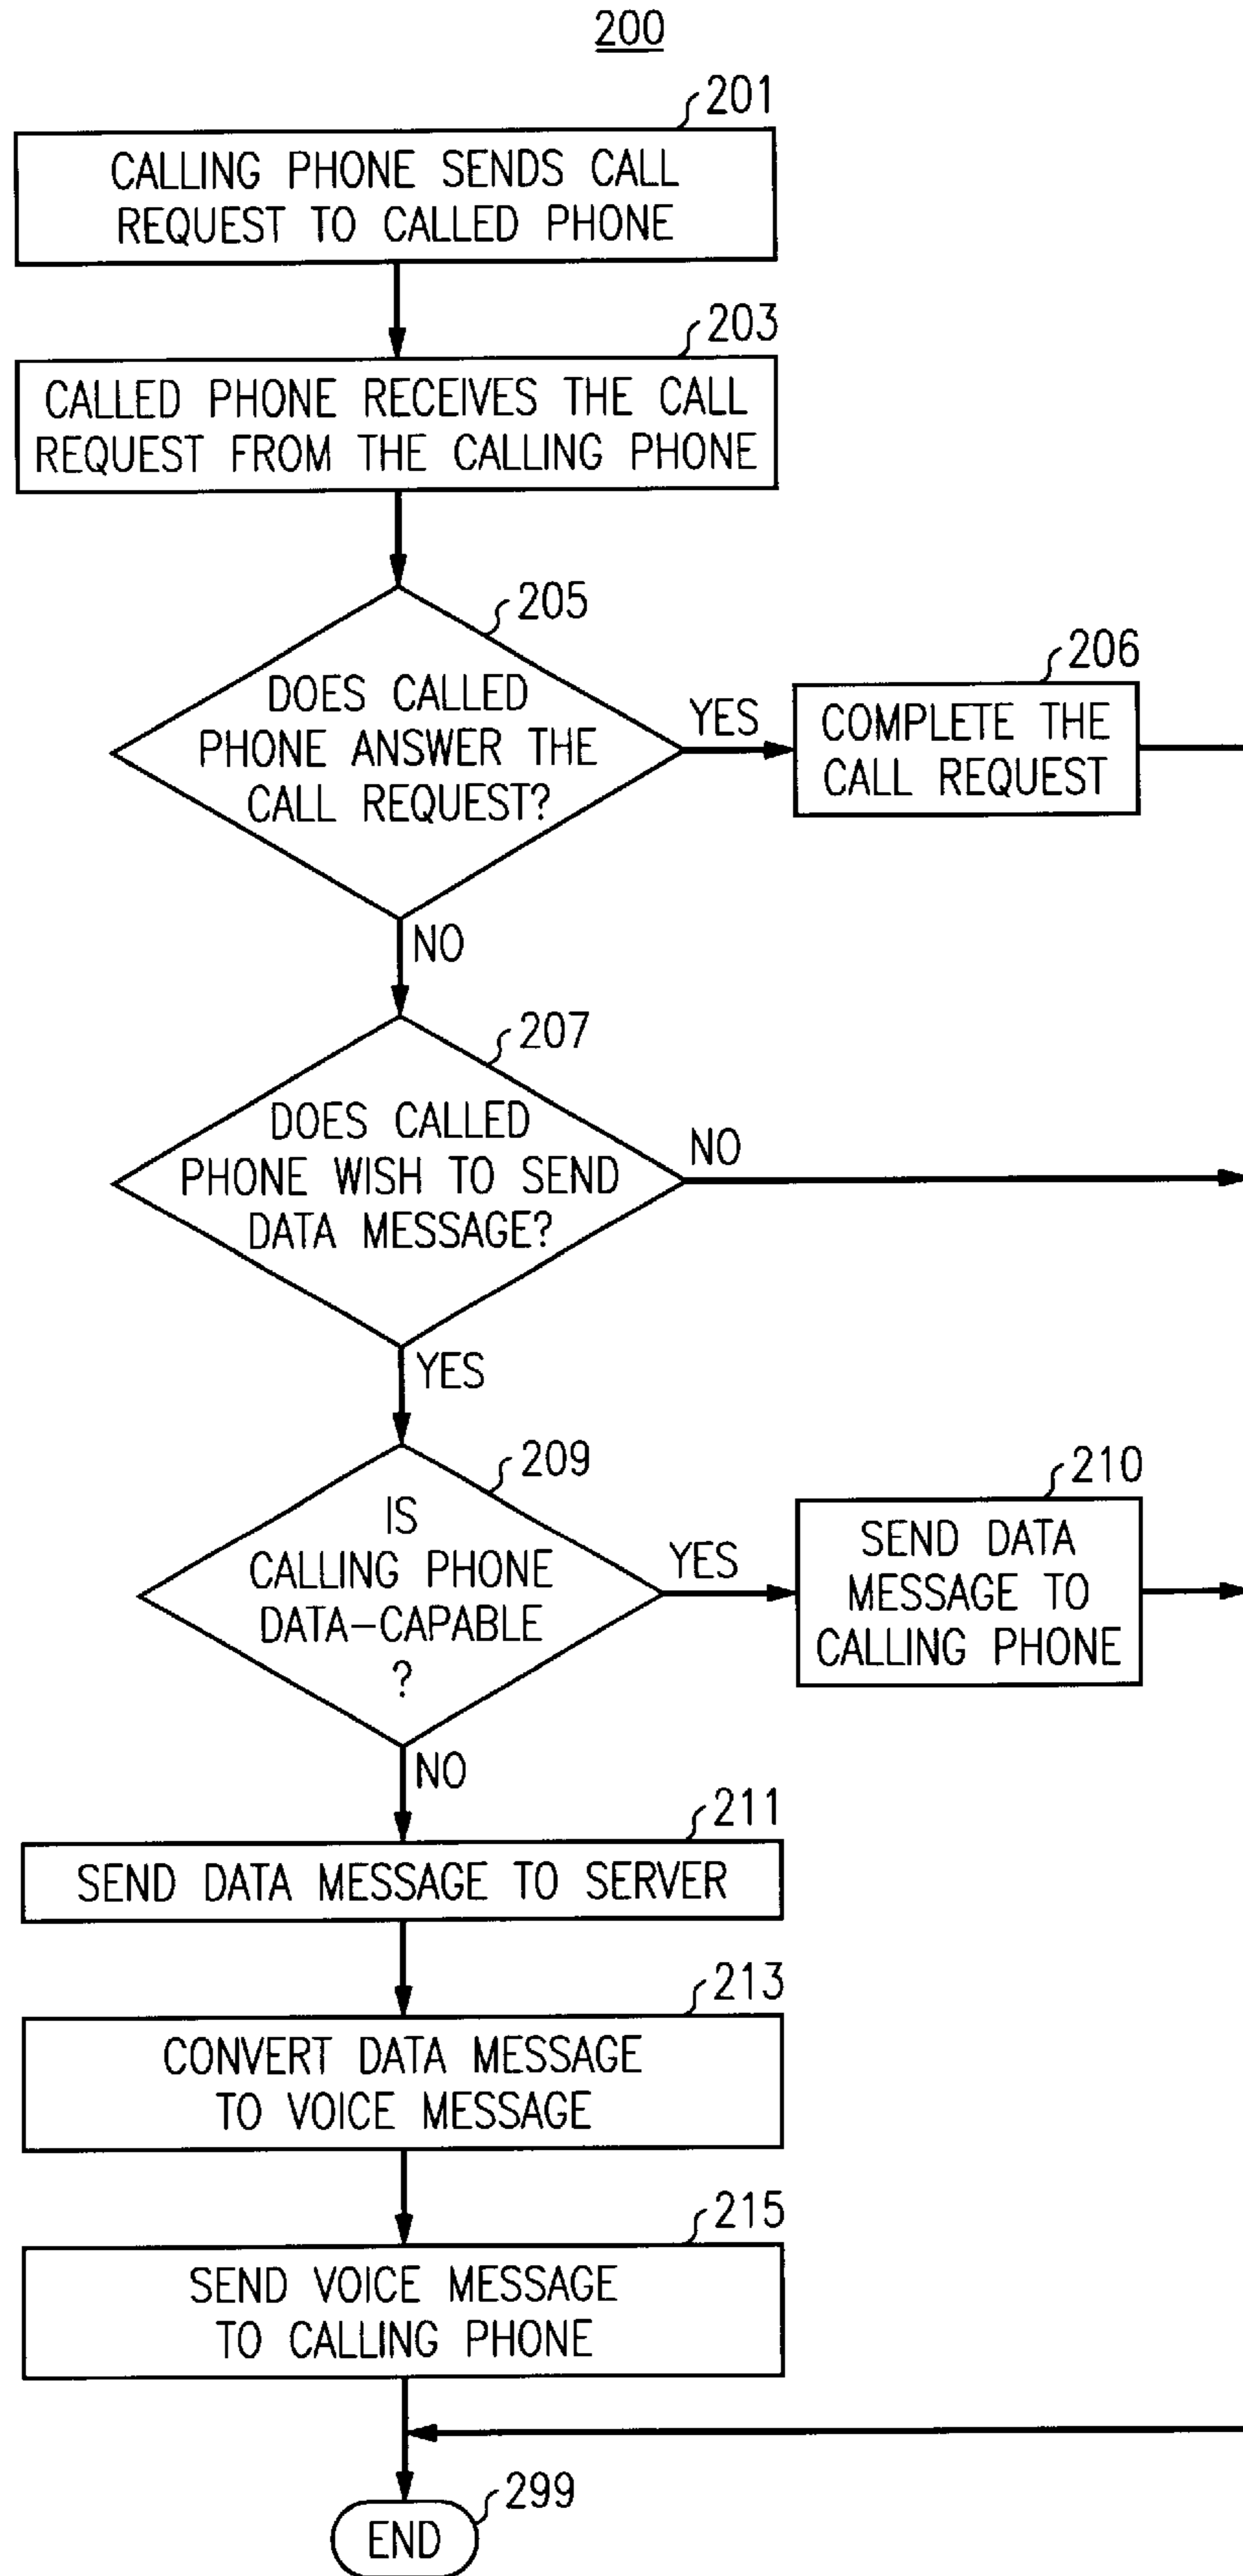 200
201
CALLING PHONE SENDS CALL
REQUEST TO CALLED PHONE
203
CALLED PHONE RECEIVES THE CALL
REQUEST FROM THE CALLING PHONE
205
DOES CALLED
PHONE ANSWER THE
CALL REQUEST?
YES
206
COMPLETE THE
CALL REQUEST
NO
207
DOES CALLED
PHONE WISH TO SEND
DATA MESSAGE?
NO
YES
209
IS
CALLING PHONE
DATA-CAPABLE
?
YES
210
SEND DATA
MESSAGE TO
CALLING PHONE
NO
211
SEND DATA MESSAGE TO SERVER
213
CONVERT DATA MESSAGE
TO VOICE MESSAGE
215
SEND VOICE MESSAGE
TO CALLING PHONE
299
END